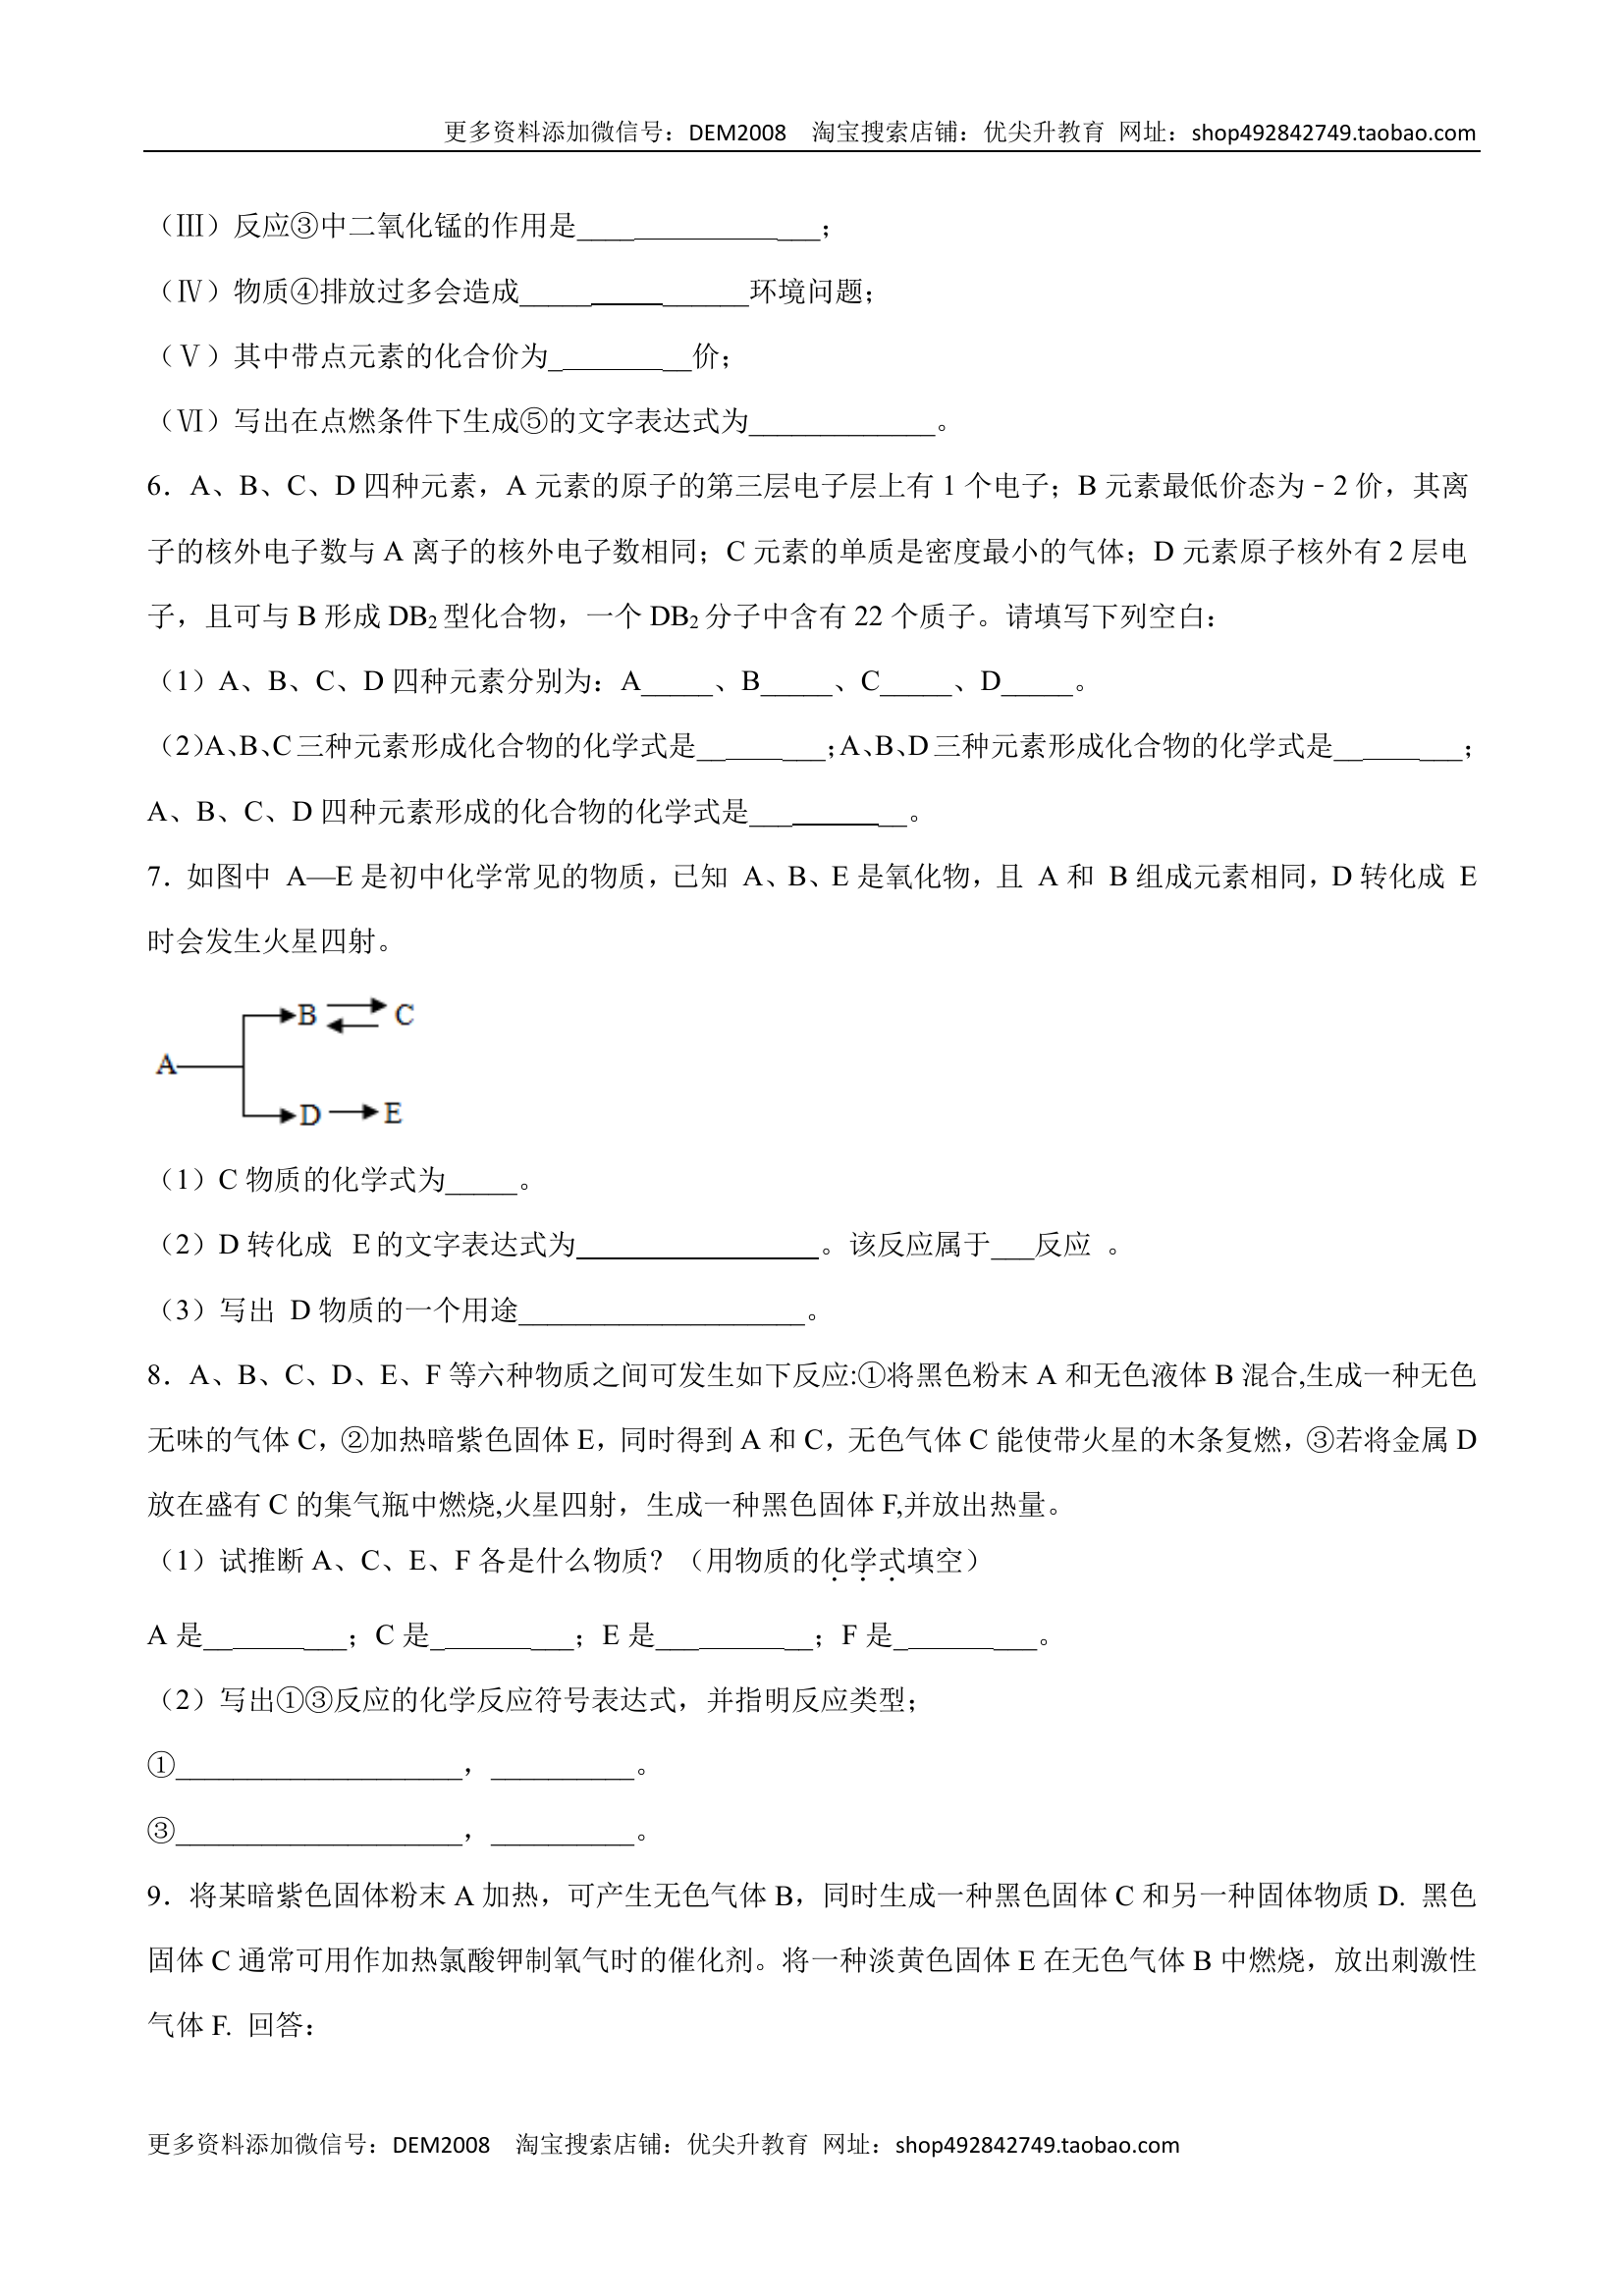 更多资料添加微信号：DEM2008  淘宝搜索店铺：优尖升教育 网址：shop492842749.taobao.com
（Ⅲ）反应③中二氧化锰的作用是_________________；
（Ⅳ）物质④排放过多会造成________________环境问题；
（Ⅴ）其中带点元素的化合价为__________价；
（Ⅵ）写出在点燃条件下生成⑤的文字表达式为_____________。
6．A、B、C、D 四种元素，A 元素的原子的第三层电子层上有 1 个电子；B 元素最低价态为﹣2 价，其离
子的核外电子数与 A 离子的核外电子数相同；C 元素的单质是密度最小的气体；D 元素原子核外有 2 层电
子，且可与 B 形成 DB₂ 型化合物，一个 DB₂ 分子中含有 22 个质子。请填写下列空白：
（1）A、B、C、D 四种元素分别为：A_____、B_____、C_____、D_____。
（2）A、B、C 三种元素形成化合物的化学式是_________；A、B、D 三种元素形成化合物的化学式是_________；
A、B、C、D 四种元素形成的化合物的化学式是___________。
7．如图中 A—E 是初中化学常见的物质，已知 A、B、E 是氧化物，且 A 和 B 组成元素相同，D 转化成 E
时会发生火星四射。
B C
A
D E
（1）C 物质的化学式为_____。
（2）D 转化成 E 的文字表达式为_________________。该反应属于___反应 。
（3）写出 D 物质的一个用途____________________。
8．A、B、C、D、E、F 等六种物质之间可发生如下反应:①将黑色粉末 A 和无色液体 B 混合,生成一种无色
无味的气体 C，②加热暗紫色固体 E，同时得到 A 和 C，无色气体 C 能使带火星的木条复燃，③若将金属 D
放在盛有 C 的集气瓶中燃烧,火星四射，生成一种黑色固体 F,并放出热量。
（1）试推断 A、C、E、F 各是什么物质？（用物质的化学式填空）
A 是__________；C 是__________；E 是___________；F 是__________。
（2）写出①③反应的化学反应符号表达式，并指明反应类型；
①____________________，__________。
③____________________，__________。
9．将某暗紫色固体粉末 A 加热，可产生无色气体 B，同时生成一种黑色固体 C 和另一种固体物质 D. 黑色
固体 C 通常可用作加热氯酸钾制氧气时的催化剂。将一种淡黄色固体 E 在无色气体 B 中燃烧，放出刺激性
气体 F. 回答：
更多资料添加微信号：DEM2008  淘宝搜索店铺：优尖升教育 网址：shop492842749.taobao.com